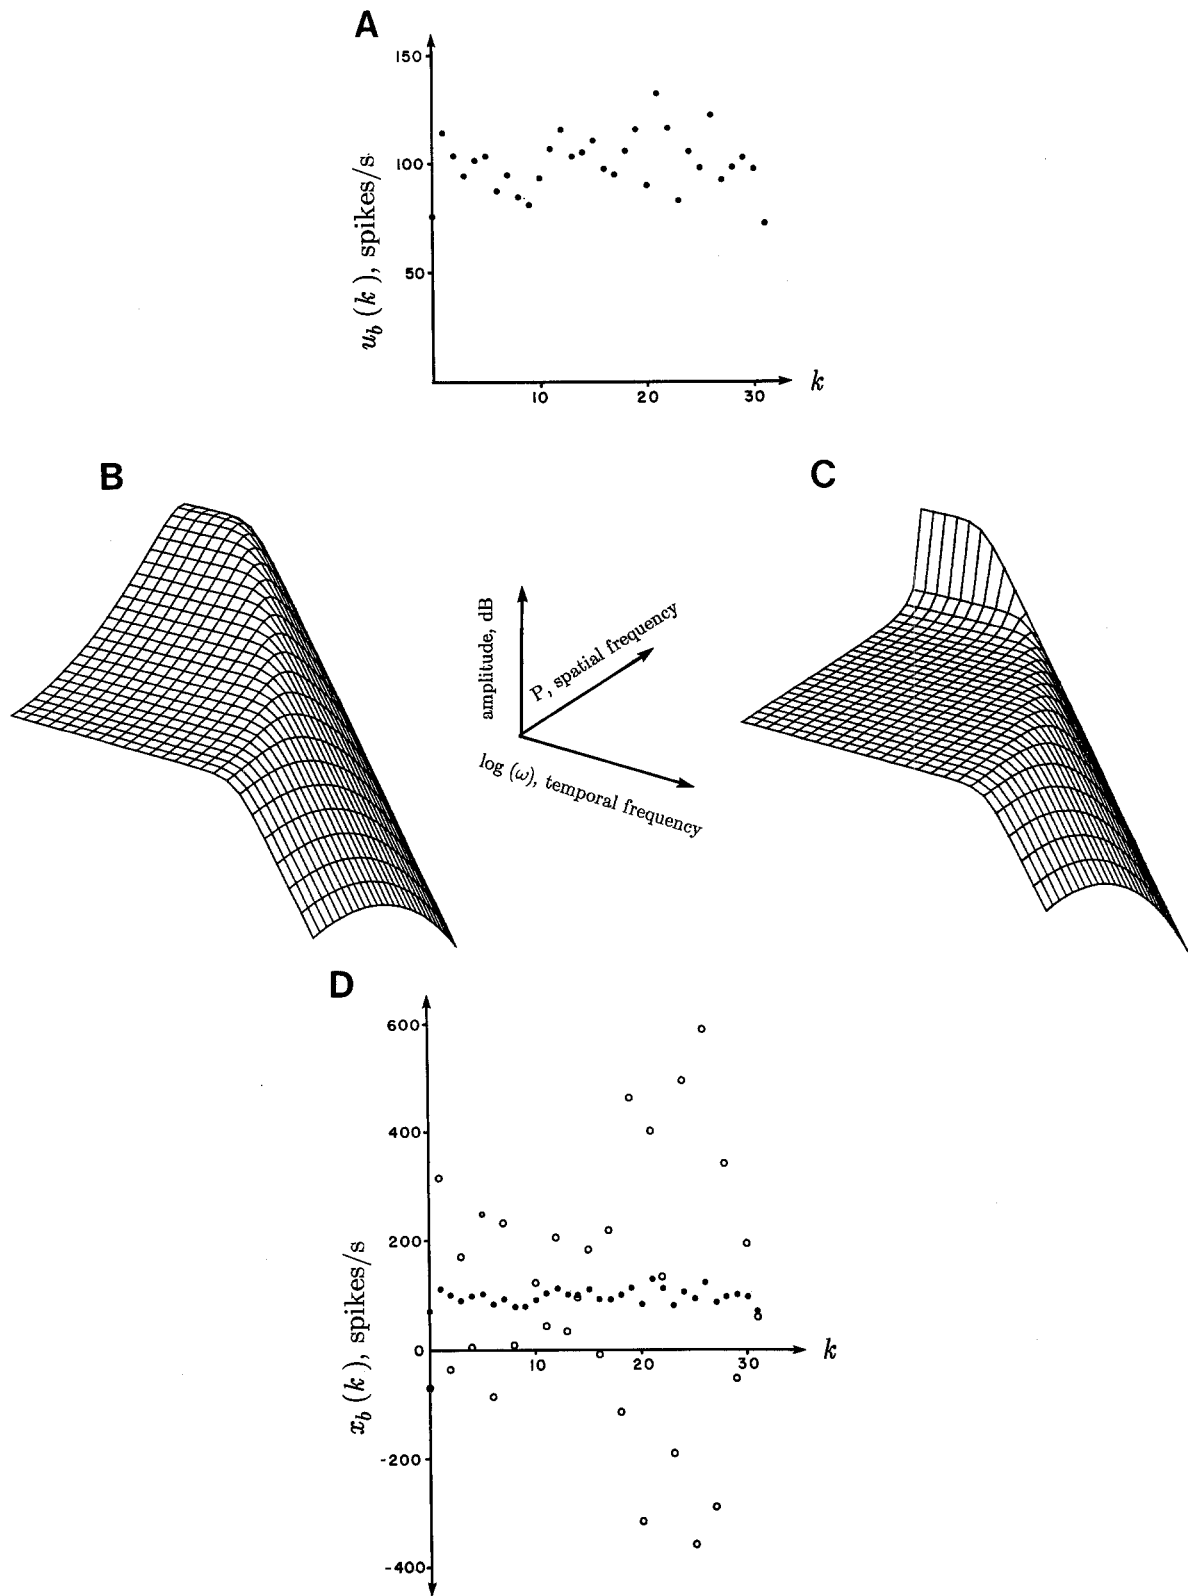 A
150
100
50
u_b (k), spikes/s
10 20 30
k
B
C
amplitude, dB
P, spatial frequency
log (ω), temporal frequency
D
600
400
200
0
-200
-400
x_b (k), spikes/s
10 20 30
k